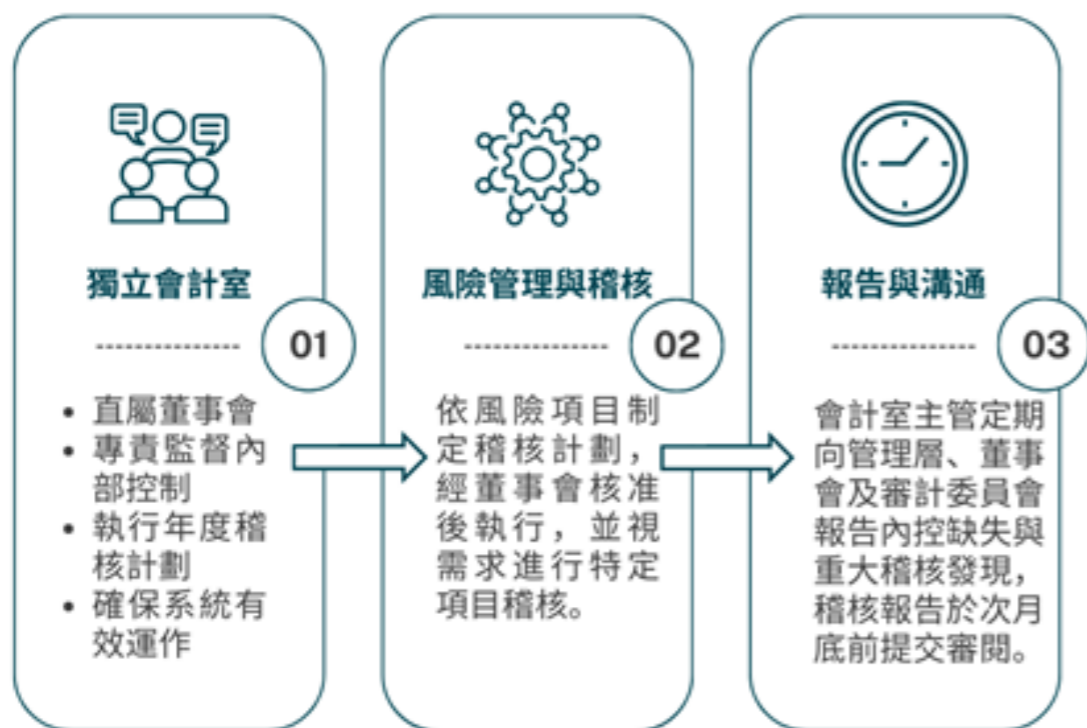 獨立會計室
01
• 直屬董事會
• 專責監督內
部控制
• 執行年度稽
核計劃
• 確保系統有
效運作
風險管理與稽核
02
依風險項目制
定稽核計劃，
經董事會核准
後執行，並視
需求進行特定
項目稽核。
報告與溝通
03
會計室主管定期
向管理層、董事
會及審計委員會
報告內控缺失與
重大稽核發現，
稽核報告於次月
底前提交審閱。